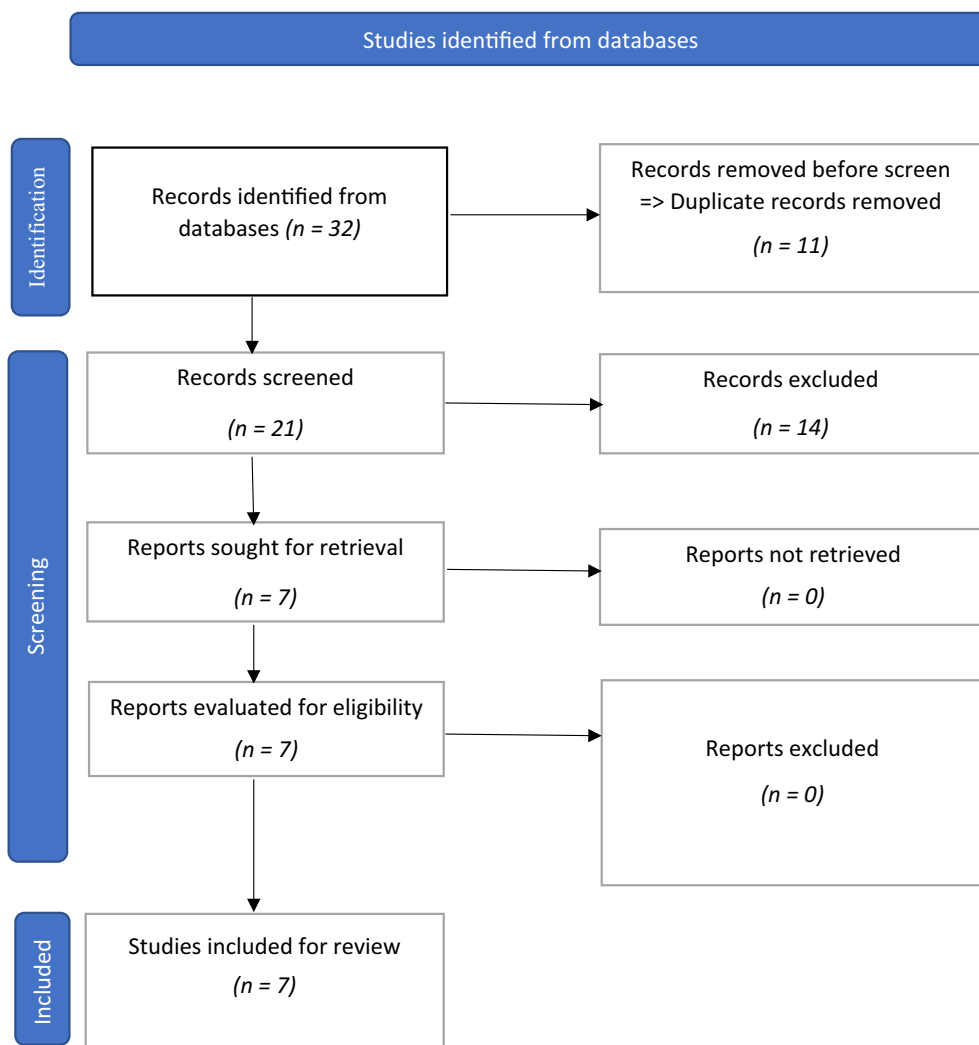 Studies identified from databases
Identification
Records identified from
databases (n = 32)
Records removed before screen
=> Duplicate records removed
(n = 11)
Screening
Records screened
(n = 21)
Records excluded
(n = 14)
Reports sought for retrieval
(n = 7)
Reports not retrieved
(n = 0)
Reports evaluated for eligibility
(n = 7)
Reports excluded
(n = 0)
Included
Studies included for review
(n = 7)